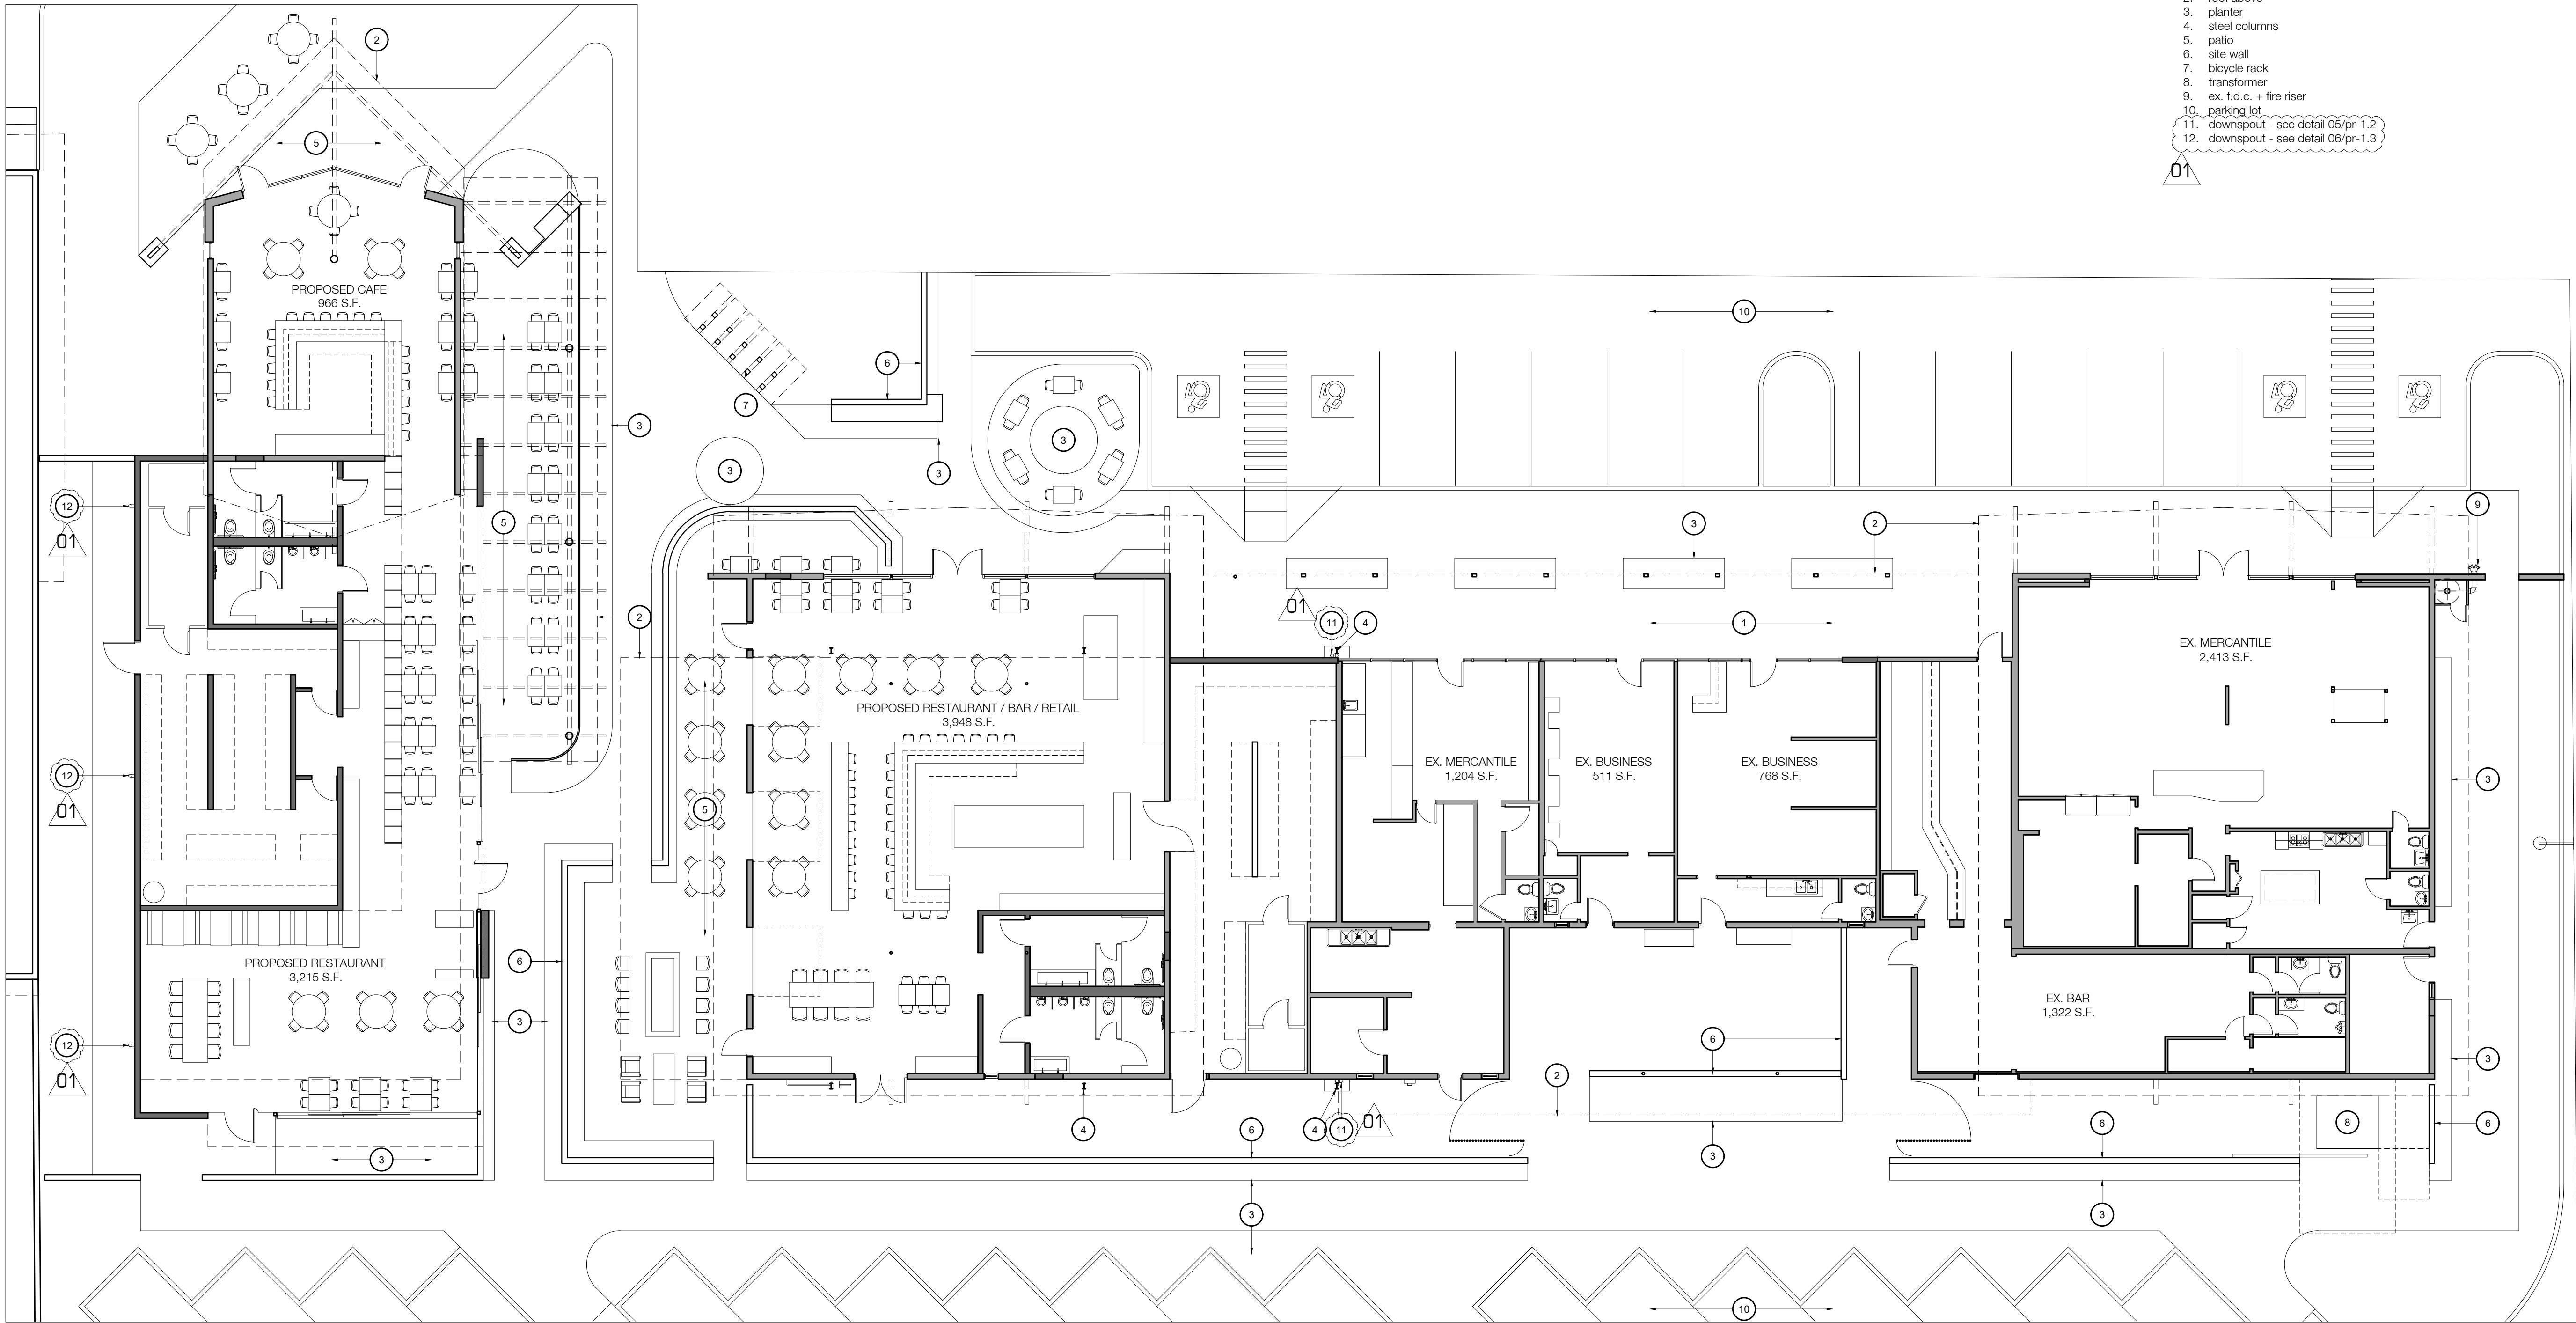 2. roof above
3. planter
4. steel columns
5. patio
6. site wall
7. bicycle rack
8. transformer
9. ex. f.d.c. + fire riser
10. parking lot
11. downspout - see detail 05/pr-1.2
12. downspout - see detail 06/pr-1.3
01
2
5
PROPOSED CAFE
966 S.F.
10
6
7
3
3
3
3
12
01
5
3
2
9
2
01
11
4
1
EX. MERCANTILE
2,413 S.F.
PROPOSED RESTAURANT / BAR / RETAIL
3,948 S.F.
12
01
5
EX. MERCANTILE
1,204 S.F.
EX. BUSINESS
511 S.F.
EX. BUSINESS
768 S.F.
3
PROPOSED RESTAURANT
3,215 S.F.
6
3
EX. BAR
1,322 S.F.
12
01
6
2
3
4
6
4
11
01
6
8
6
3
3
3
3
10